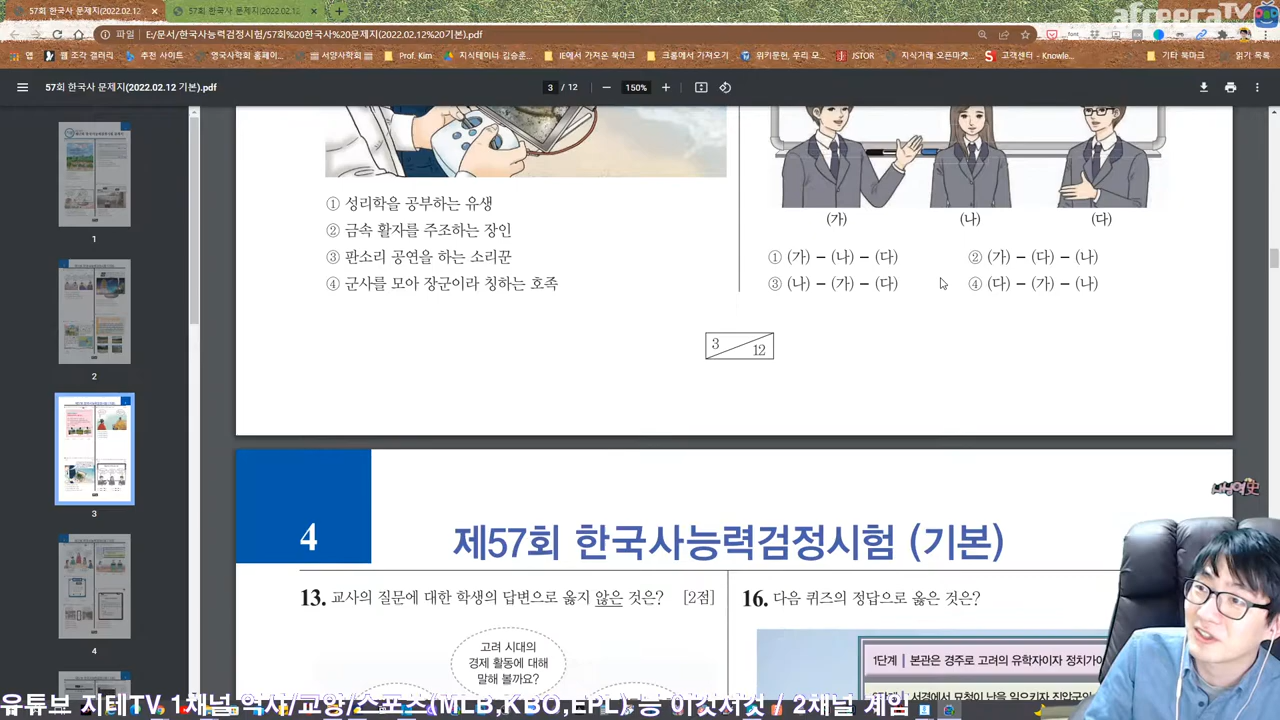 57회 한국사 문제지(2022.02.12
57회 한국사 문제지(2022.02.12
afreecaTV
파일
E:/문서/한국사능력검정시험/57회%20한국사%20문제지(2022.02.12%20기본).pdf
앱
웹 조각 갤러리
추천 사이트
영국사학회 홈페이...
서양사학회
Prof. Kim
지식테이너 김승훈...
IE에서 가져온 북마크
크롬에서 가져오기
위키문헌, 우리 모...
JSTOR
지식거래 오픈마켓...
고객센터 - Knowle...
기타 북마크
읽기 목록
57회 한국사 문제지(2022.02.12 기본).pdf
3 / 12
150%
1
2
3
4
① 성리학을 공부하는 유생
② 금속 활자를 주조하는 장인
③ 판소리 공연을 하는 소리꾼
④ 군사를 모아 장군이라 칭하는 호족
(가)
(나)
(다)
① (가) – (나) – (다)
② (가) – (다) – (나)
③ (나) – (가) – (다)
④ (다) – (가) – (나)
3
12
4
제57회 한국사능력검정시험 (기본)
13. 교사의 질문에 대한 학생의 답변으로 옳지 않은 것은? [2점]
고려 시대의
경제 활동에 대해
말해 볼까요?
16. 다음 퀴즈의 정답으로 옳은 것은?
1단계
본관은 경주로 고려의 유학자이자 정치가
서경에서 묘청이 난을 일으키자 진압군의
유튜브 지테TV 1채널 역사/교양/스포츠(MLB,KBO,EPL) 등 이것저것 / 2채널 게임